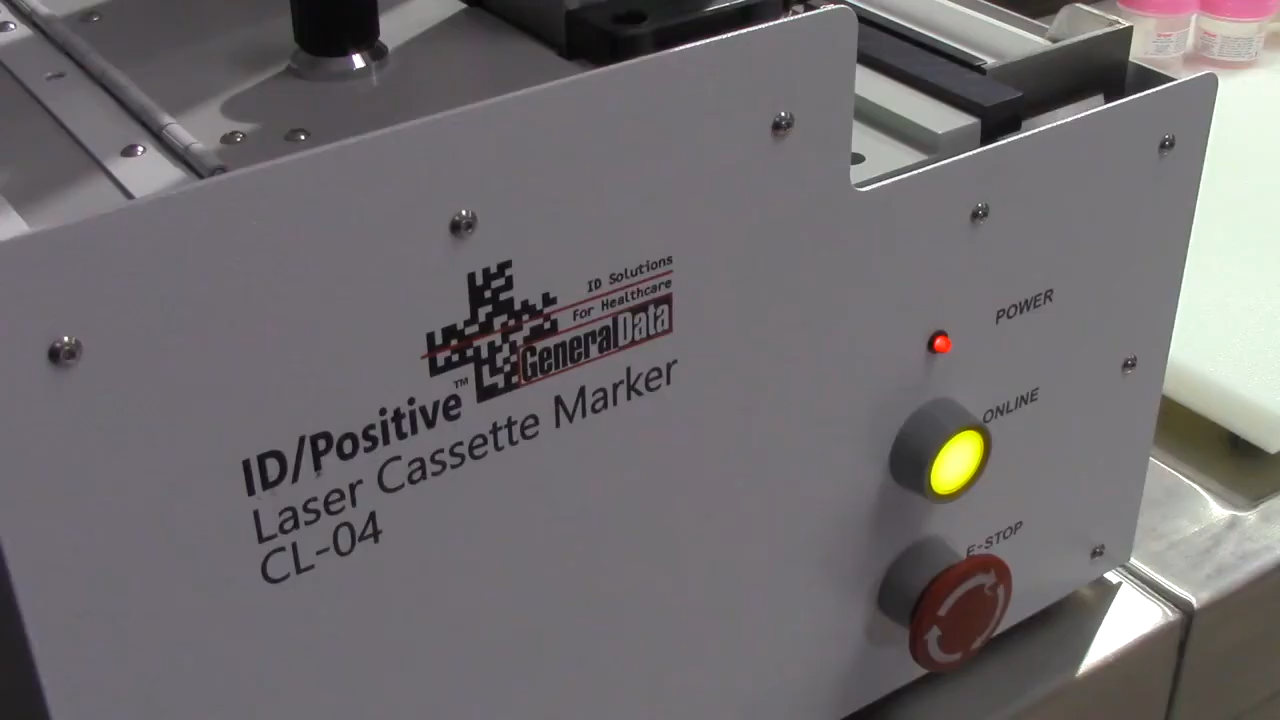 ID Solutions
For Healthcare
GeneralData
ID/Positive™
Laser Cassette Marker
CL-04
POWER
ONLINE
E-STOP